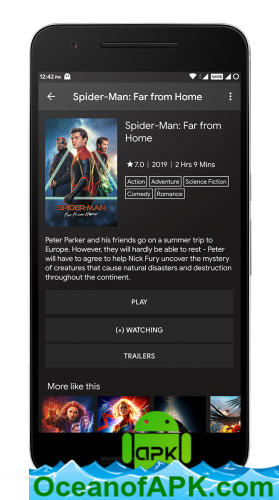 12:42 PM
Spider-Man: Far from Home
SPIDER-MAN
Far From Home
Spider-Man: Far from
Home
★7.0 | 2019 | 2 Hrs 9 Mins
Action Adventure Science Fiction
Comedy Romance
Peter Parker and his friends go on a summer trip to
Europe. However, they will hardly be able to rest - Peter
will have to agree to help Nick Fury uncover the mystery
of creatures that cause natural disasters and destruction
throughout the continent.
PLAY
(+) WATCHING
TRAILERS
More like this
apk
OceanofAPK.com